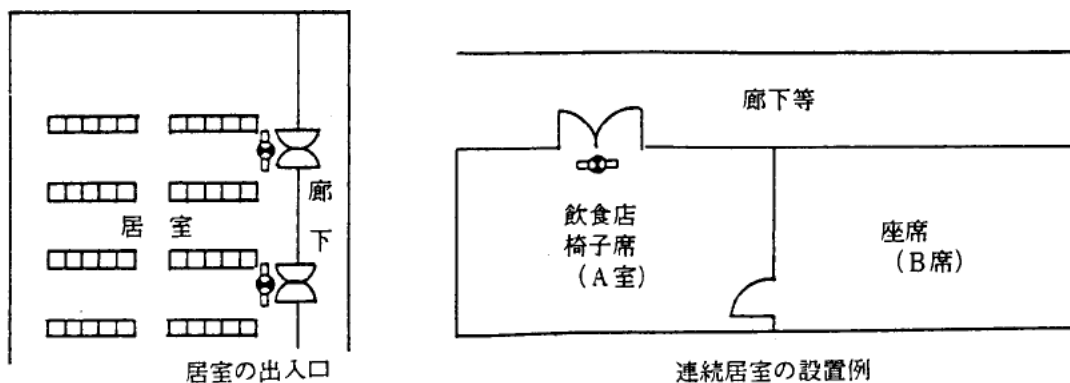 居室
廊
下
居室の出入口
廊下等
飲食店
椅子席
（A室）
座席
（B席）
連続居室の設置例